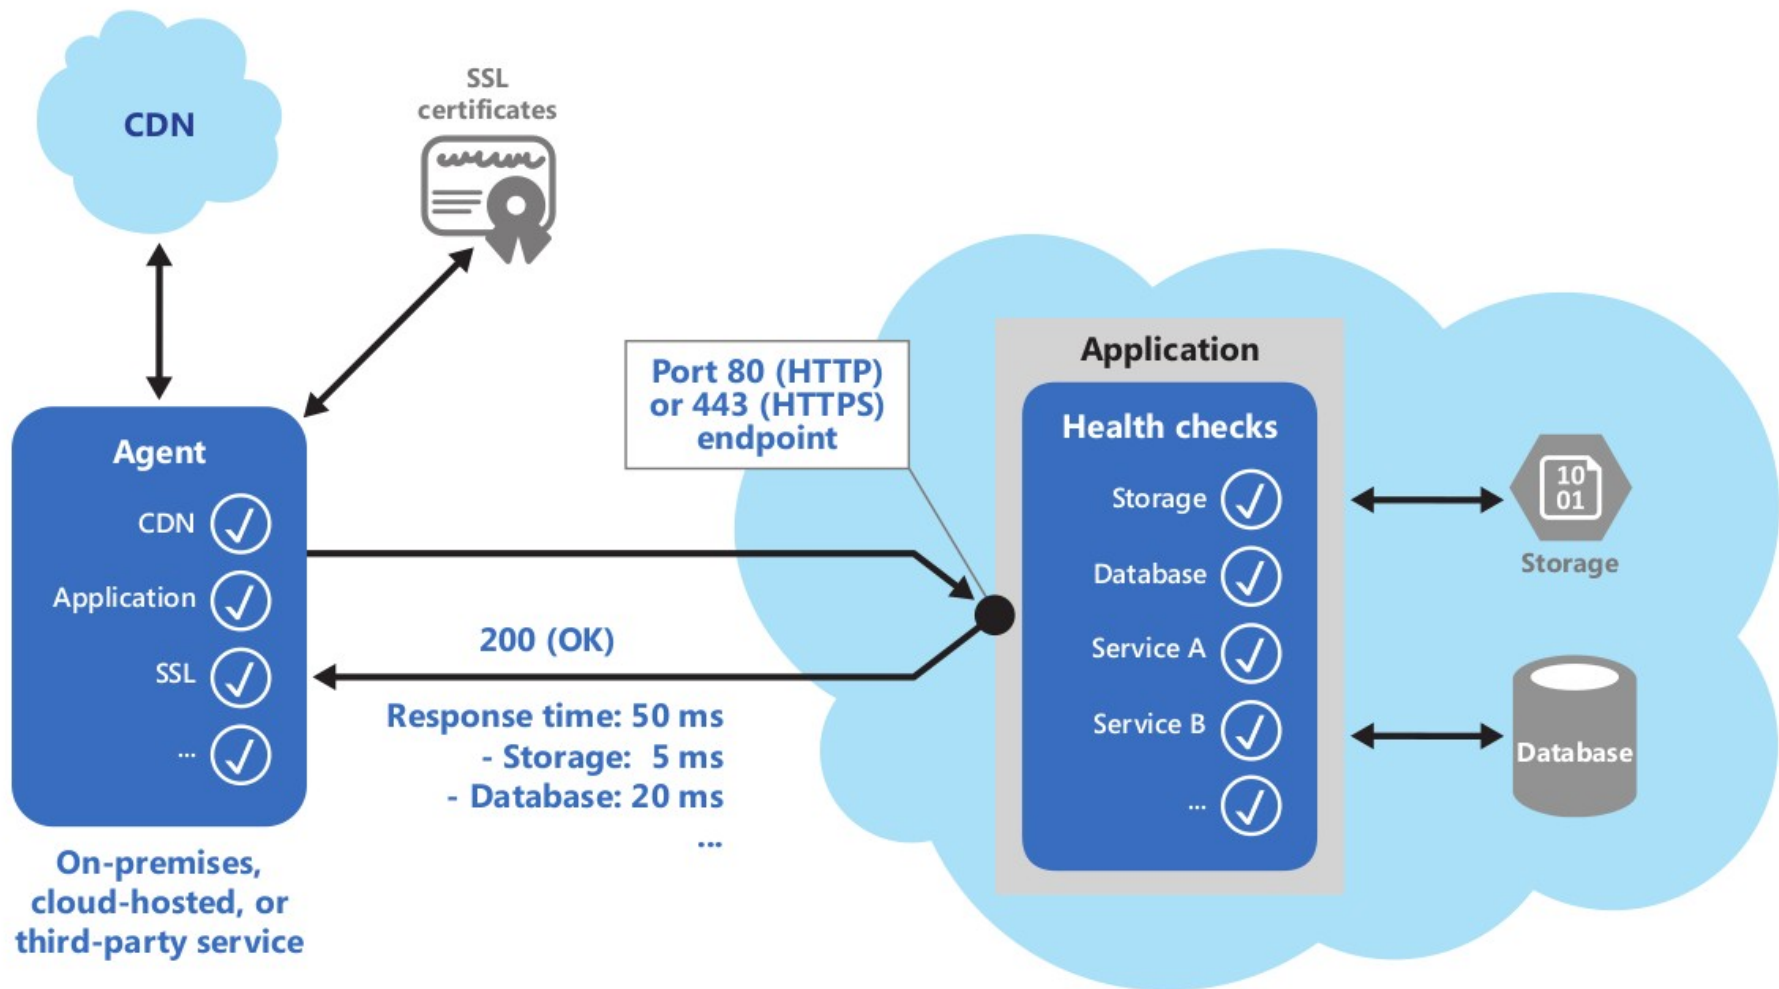 CDN
SSL
certificates
Agent
CDN
Application
SSL
...
On-premises,
cloud-hosted, or
third-party service
200 (OK)
Response time: 50 ms
- Storage: 5 ms
- Database: 20 ms
...
Port 80 (HTTP)
or 443 (HTTPS)
endpoint
Application
Health checks
Storage
Database
Service A
Service B
...
10
01
Storage
Database